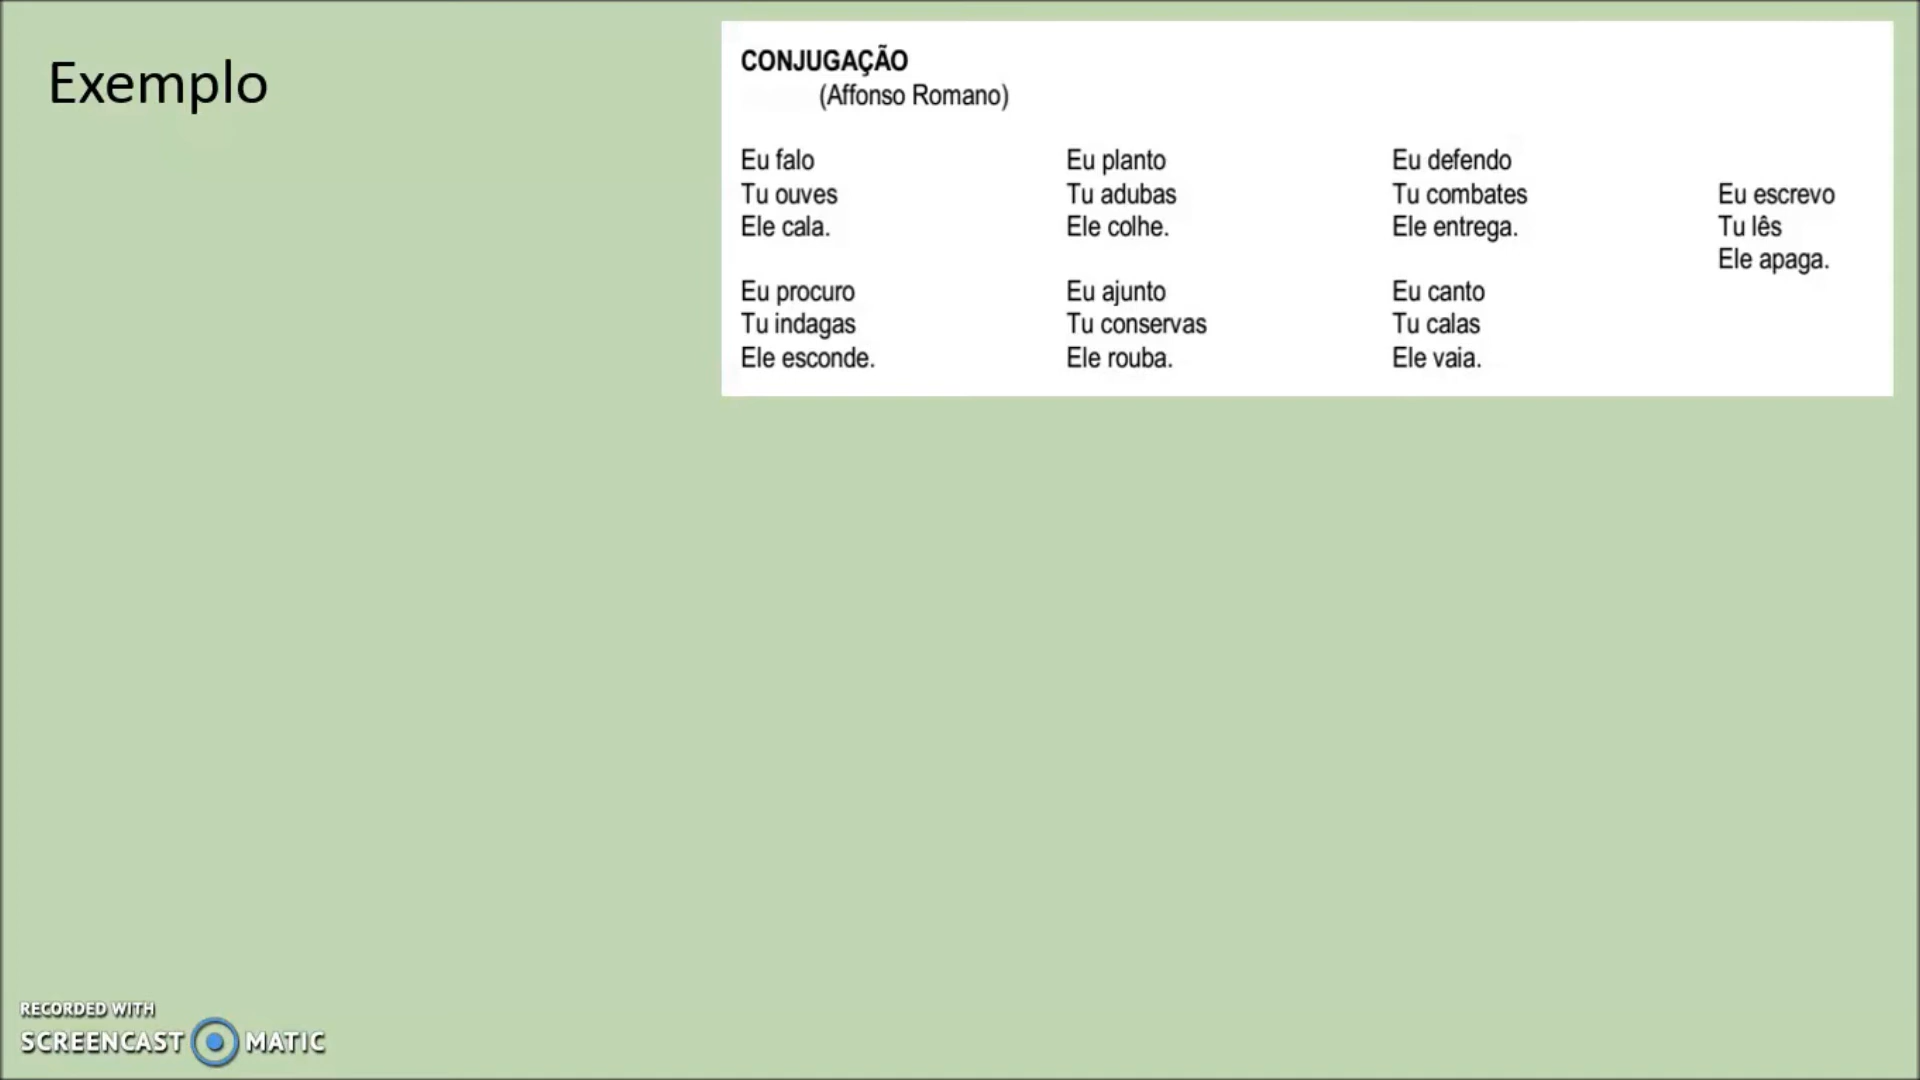 Exemplo
CONJUGAÇÃO
(Affonso Romano)
Eu falo
Tu ouves
Ele cala.
Eu procuro
Tu indagas
Ele esconde.
Eu planto
Tu adubas
Ele colhe.
Eu ajunto
Tu conservas
Ele rouba.
Eu defendo
Tu combates
Ele entrega.
Eu canto
Tu calas
Ele vaia.
Eu escrevo
Tu lês
Ele apaga.
RECORDED WITH
SCREENCAST MATIC